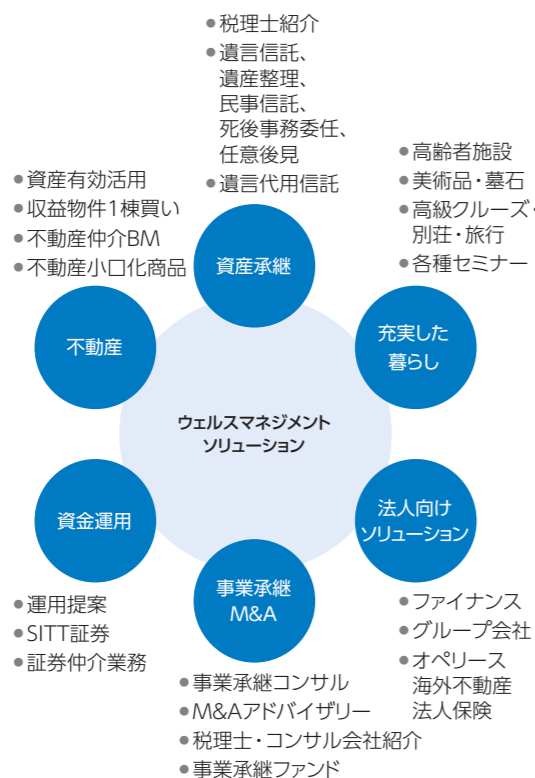 ●税理士紹介
●遺言信託、
遺産整理、
民事信託、
死後事務委任、
任意後見
●遺言代用信託
資産承継
●高齢者施設
●美術品・墓石
●高級クルーズ・
別荘・旅行
●各種セミナー
充実した
暮らし
●資産有効活用
●収益物件1棟買い
●不動産仲介BM
●不動産小口化商品
不動産
ウェルスマネジメント
ソリューション
資金運用
●運用提案
●SITT証券
●証券仲介業務
事業承継
M&A
●事業承継コンサル
●M&Aアドバイザリー
●税理士・コンサル会社紹介
●事業承継ファンド
法人向け
ソリューション
●ファイナンス
●グループ会社
●オペリース
海外不動産
法人保険